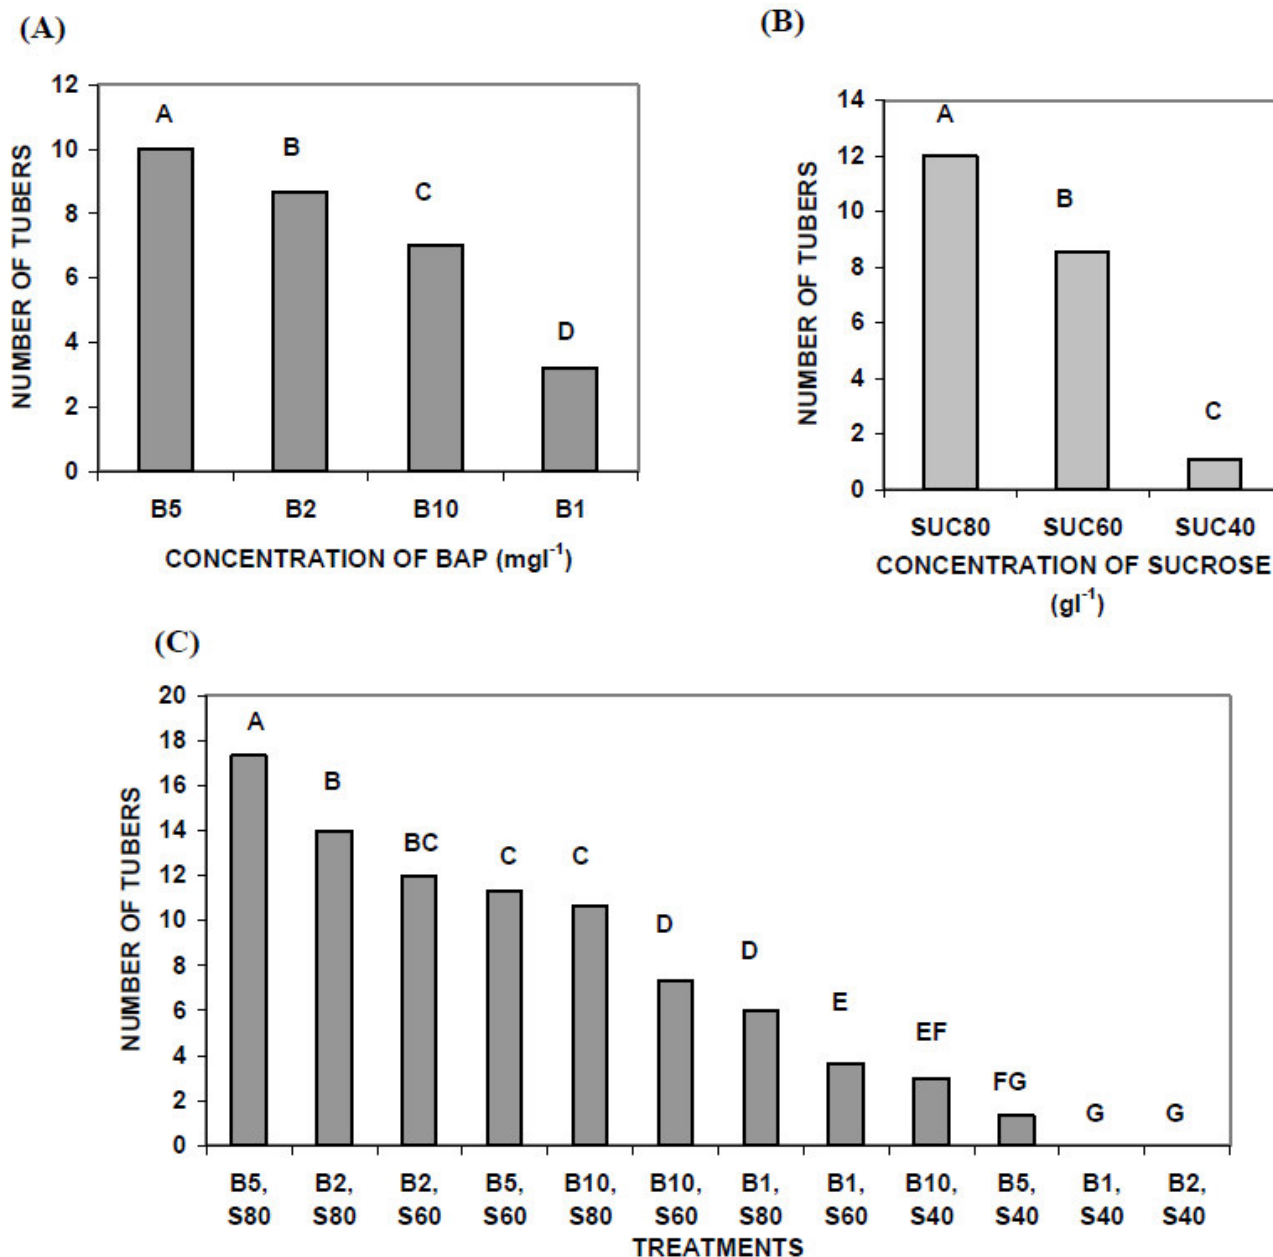 (A)
NUMBER OF TUBERS
12
10
8
6
4
2
0
A
B
C
D
B5 B2 B10 B1
CONCENTRATION OF BAP (mgl⁻¹)
(B)
NUMBER OF TUBERS
14
12
10
8
6
4
2
0
A
B
C
SUC80 SUC60 SUC40
CONCENTRATION OF SUCROSE
(gl⁻¹)
(C)
NUMBER OF TUBERS
20
18
16
14
12
10
8
6
4
2
0
A
B
BC
C
C
D
D
E
EF
FG
G
G
B5, B2, B2, B5, B10, B10, B1, B1, B10, B5, B1, B2,
S80 S80 S60 S60 S80 S60 S80 S60 S40 S40 S40 S40
TREATMENTS